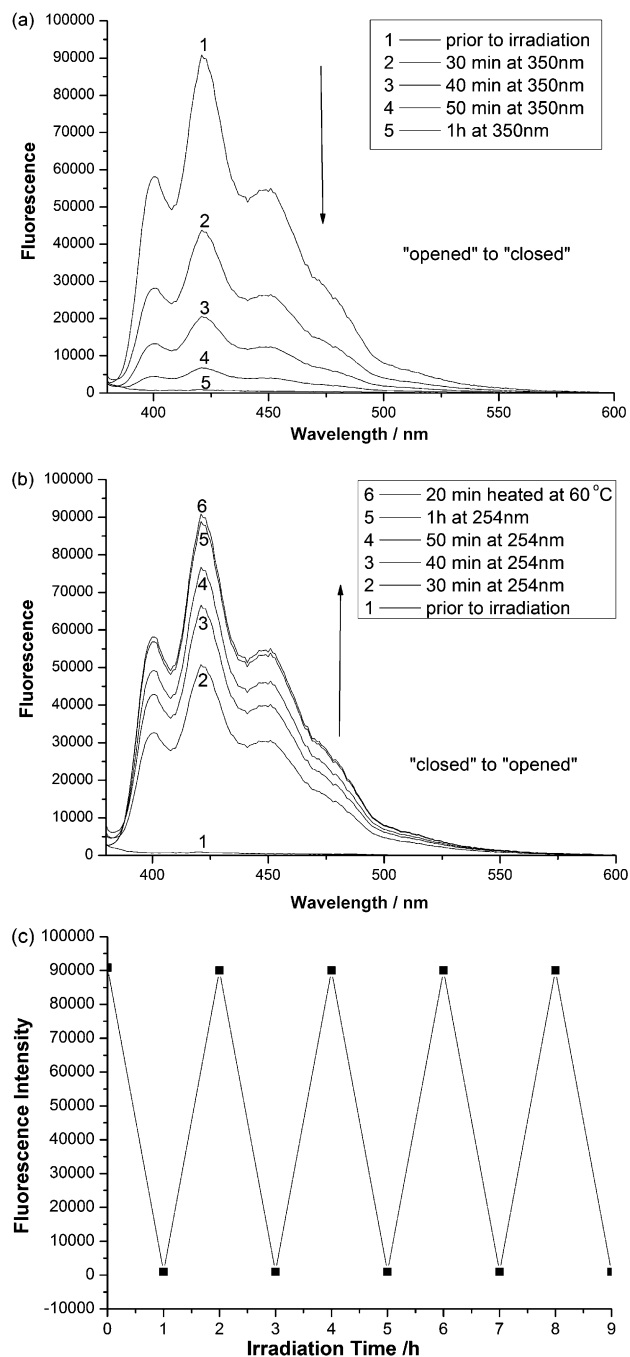 (a)
100000
90000
80000
70000
60000
50000
40000
30000
20000
10000
0
Fluorescence
1 prior to irradiation
2 30 min at 350nm
3 40 min at 350nm
4 50 min at 350nm
5 1h at 350nm
1
2
3
4
5
"opened" to "closed"
400 450 500 550 600
Wavelength / nm
(b)
100000
90000
80000
70000
60000
50000
40000
30000
20000
10000
0
Fluorescence
6 20 min heated at 60 °C
5 1h at 254nm
4 50 min at 254nm
3 40 min at 254nm
2 30 min at 254nm
1 prior to irradiation
6
5
4
3
2
1
"closed" to "opened"
400 450 500 550 600
Wavelength / nm
(c)
100000
90000
80000
70000
60000
50000
40000
30000
20000
10000
0
-10000
Fluorescence Intensity
0 1 2 3 4 5 6 7 8 9
Irradiation Time /h